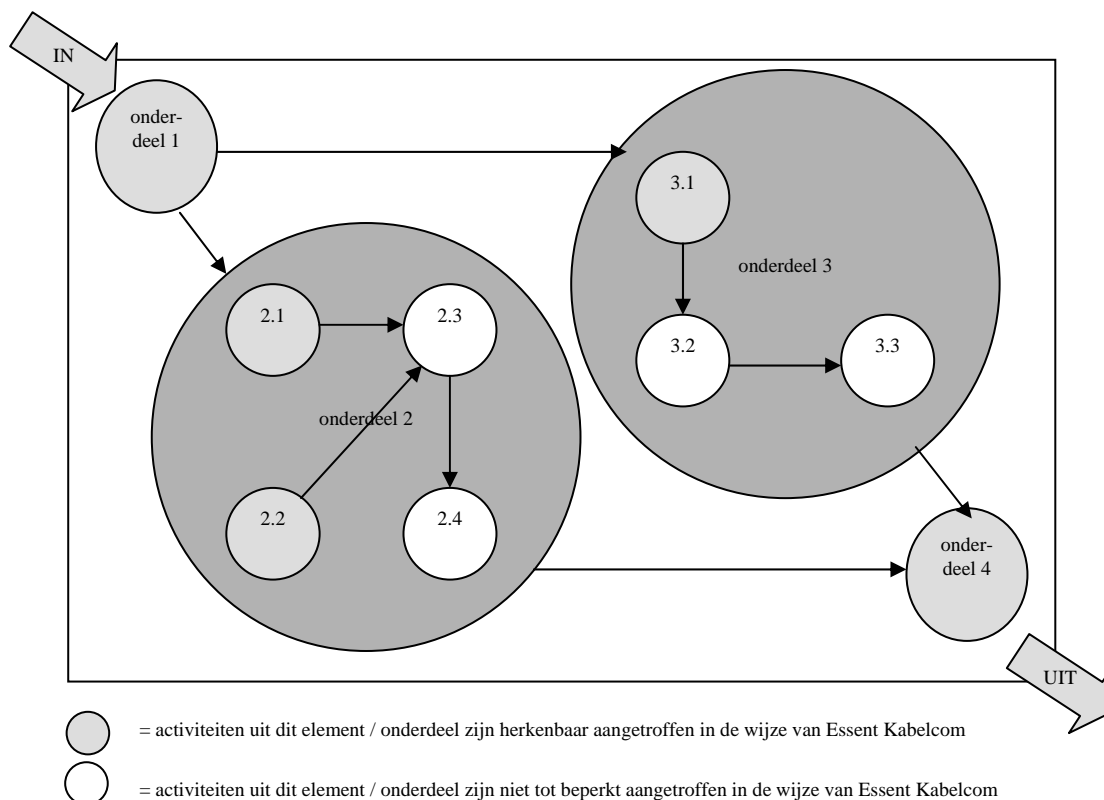 IN
onder-
deel 1
3.1
onderdeel 3
2.1
2.3
3.2
3.3
onderdeel 2
2.2
2.4
onder-
deel 4
UIT
= activiteiten uit dit element / onderdeel zijn herkenbaar aangetroffen in de wijze van Essent Kabelcom
= activiteiten uit dit element / onderdeel zijn niet tot beperkt aangetroffen in de wijze van Essent Kabelcom